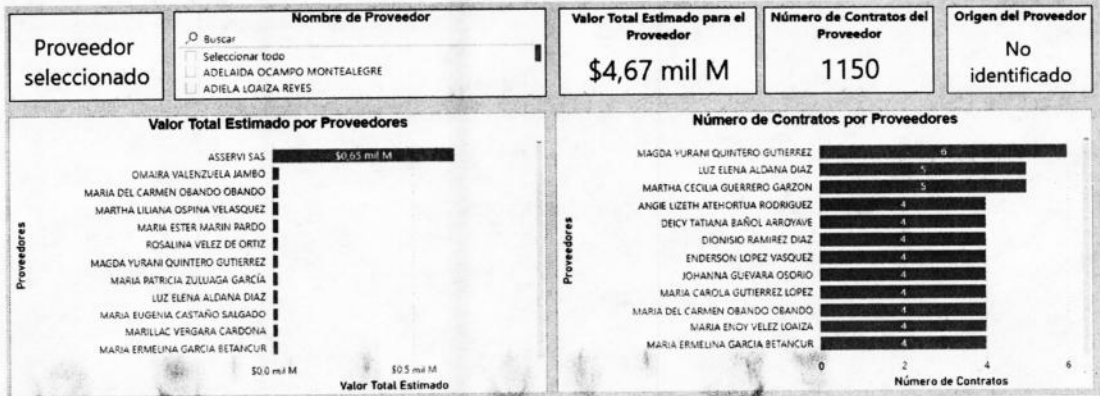 Proveedor
seleccionado
Nombre de Proveedor
Buscar
Seleccionar todo
ADELAIDA OCAMPO MONTEALEGRE
ADIELA LOAIZA REYES
Valor Total Estimado para el
Proveedor
$4,67 mil M
Número de Contratos del
Proveedor
1150
Origen del Proveedor
No
identificado
Valor Total Estimado por Proveedores
Proveedores
ASSERVI SAS $0,65 mil M
OMAIRA VALENZUELA JAMBO
MARIA DEL CARMEN OBANDO OBANDO
MARTHA LILIANA OSPINA VELASQUEZ
MARIA ESTER MARIN PARDO
ROSALINA VELEZ DE ORTIZ
MAGDA YURANI QUINTERO GUTIERREZ
MARIA PATRICIA ZULUAGA GARCÍA
LUZ ELENA ALDANA DIAZ
MARIA EUGENIA CASTAÑO SALGADO
MARILLAC VERGARA CARDONA
MARIA ERMELINA GARCIA BETANCUR
$0,0 mil M $0,5 mil M
Valor Total Estimado
Número de Contratos por Proveedores
Proveedores
MAGDA YURANI QUINTERO GUTIERREZ 6
LUZ ELENA ALDANA DIAZ 5
MARTHA CECILIA GUERRERO GARZON 5
ANGIE LIZETH ATEHORTUA RODRIGUEZ 4
DEICY TATIANA BAÑOL ARROYAVE 4
DIONISIO RAMIREZ DIAZ 4
ENDERSON LOPEZ VASQUEZ 4
JOHANNA GUEVARA OSORIO 4
MARIA CAROLA GUTIERREZ LOPEZ 4
MARIA DEL CARMEN OBANDO OBANDO 4
MARIA ENOY VELEZ LOAIZA 4
MARIA ERMELINA GARCIA BETANCUR 4
0 2 4 6
Número de Contratos